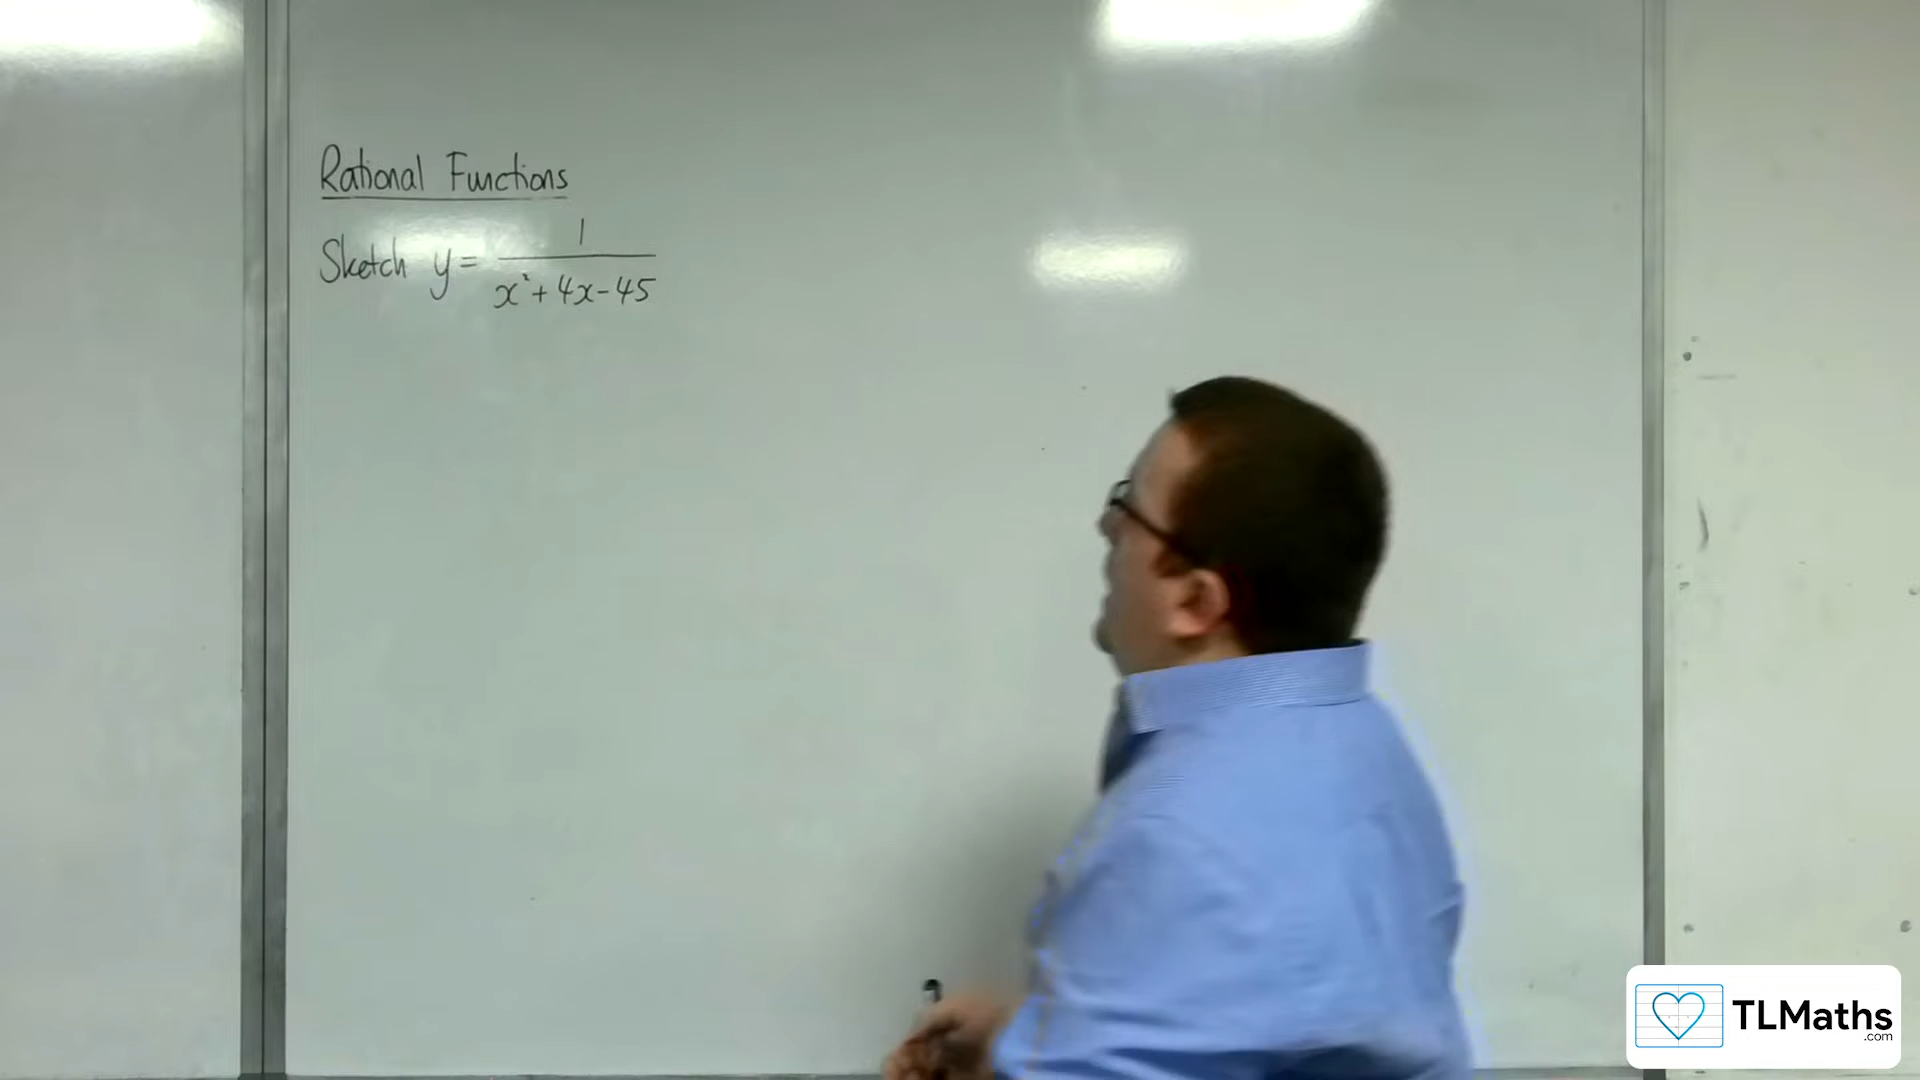 Rational Functions
Sketch y = 1/(x² + 4x - 45)
TLMaths
.com